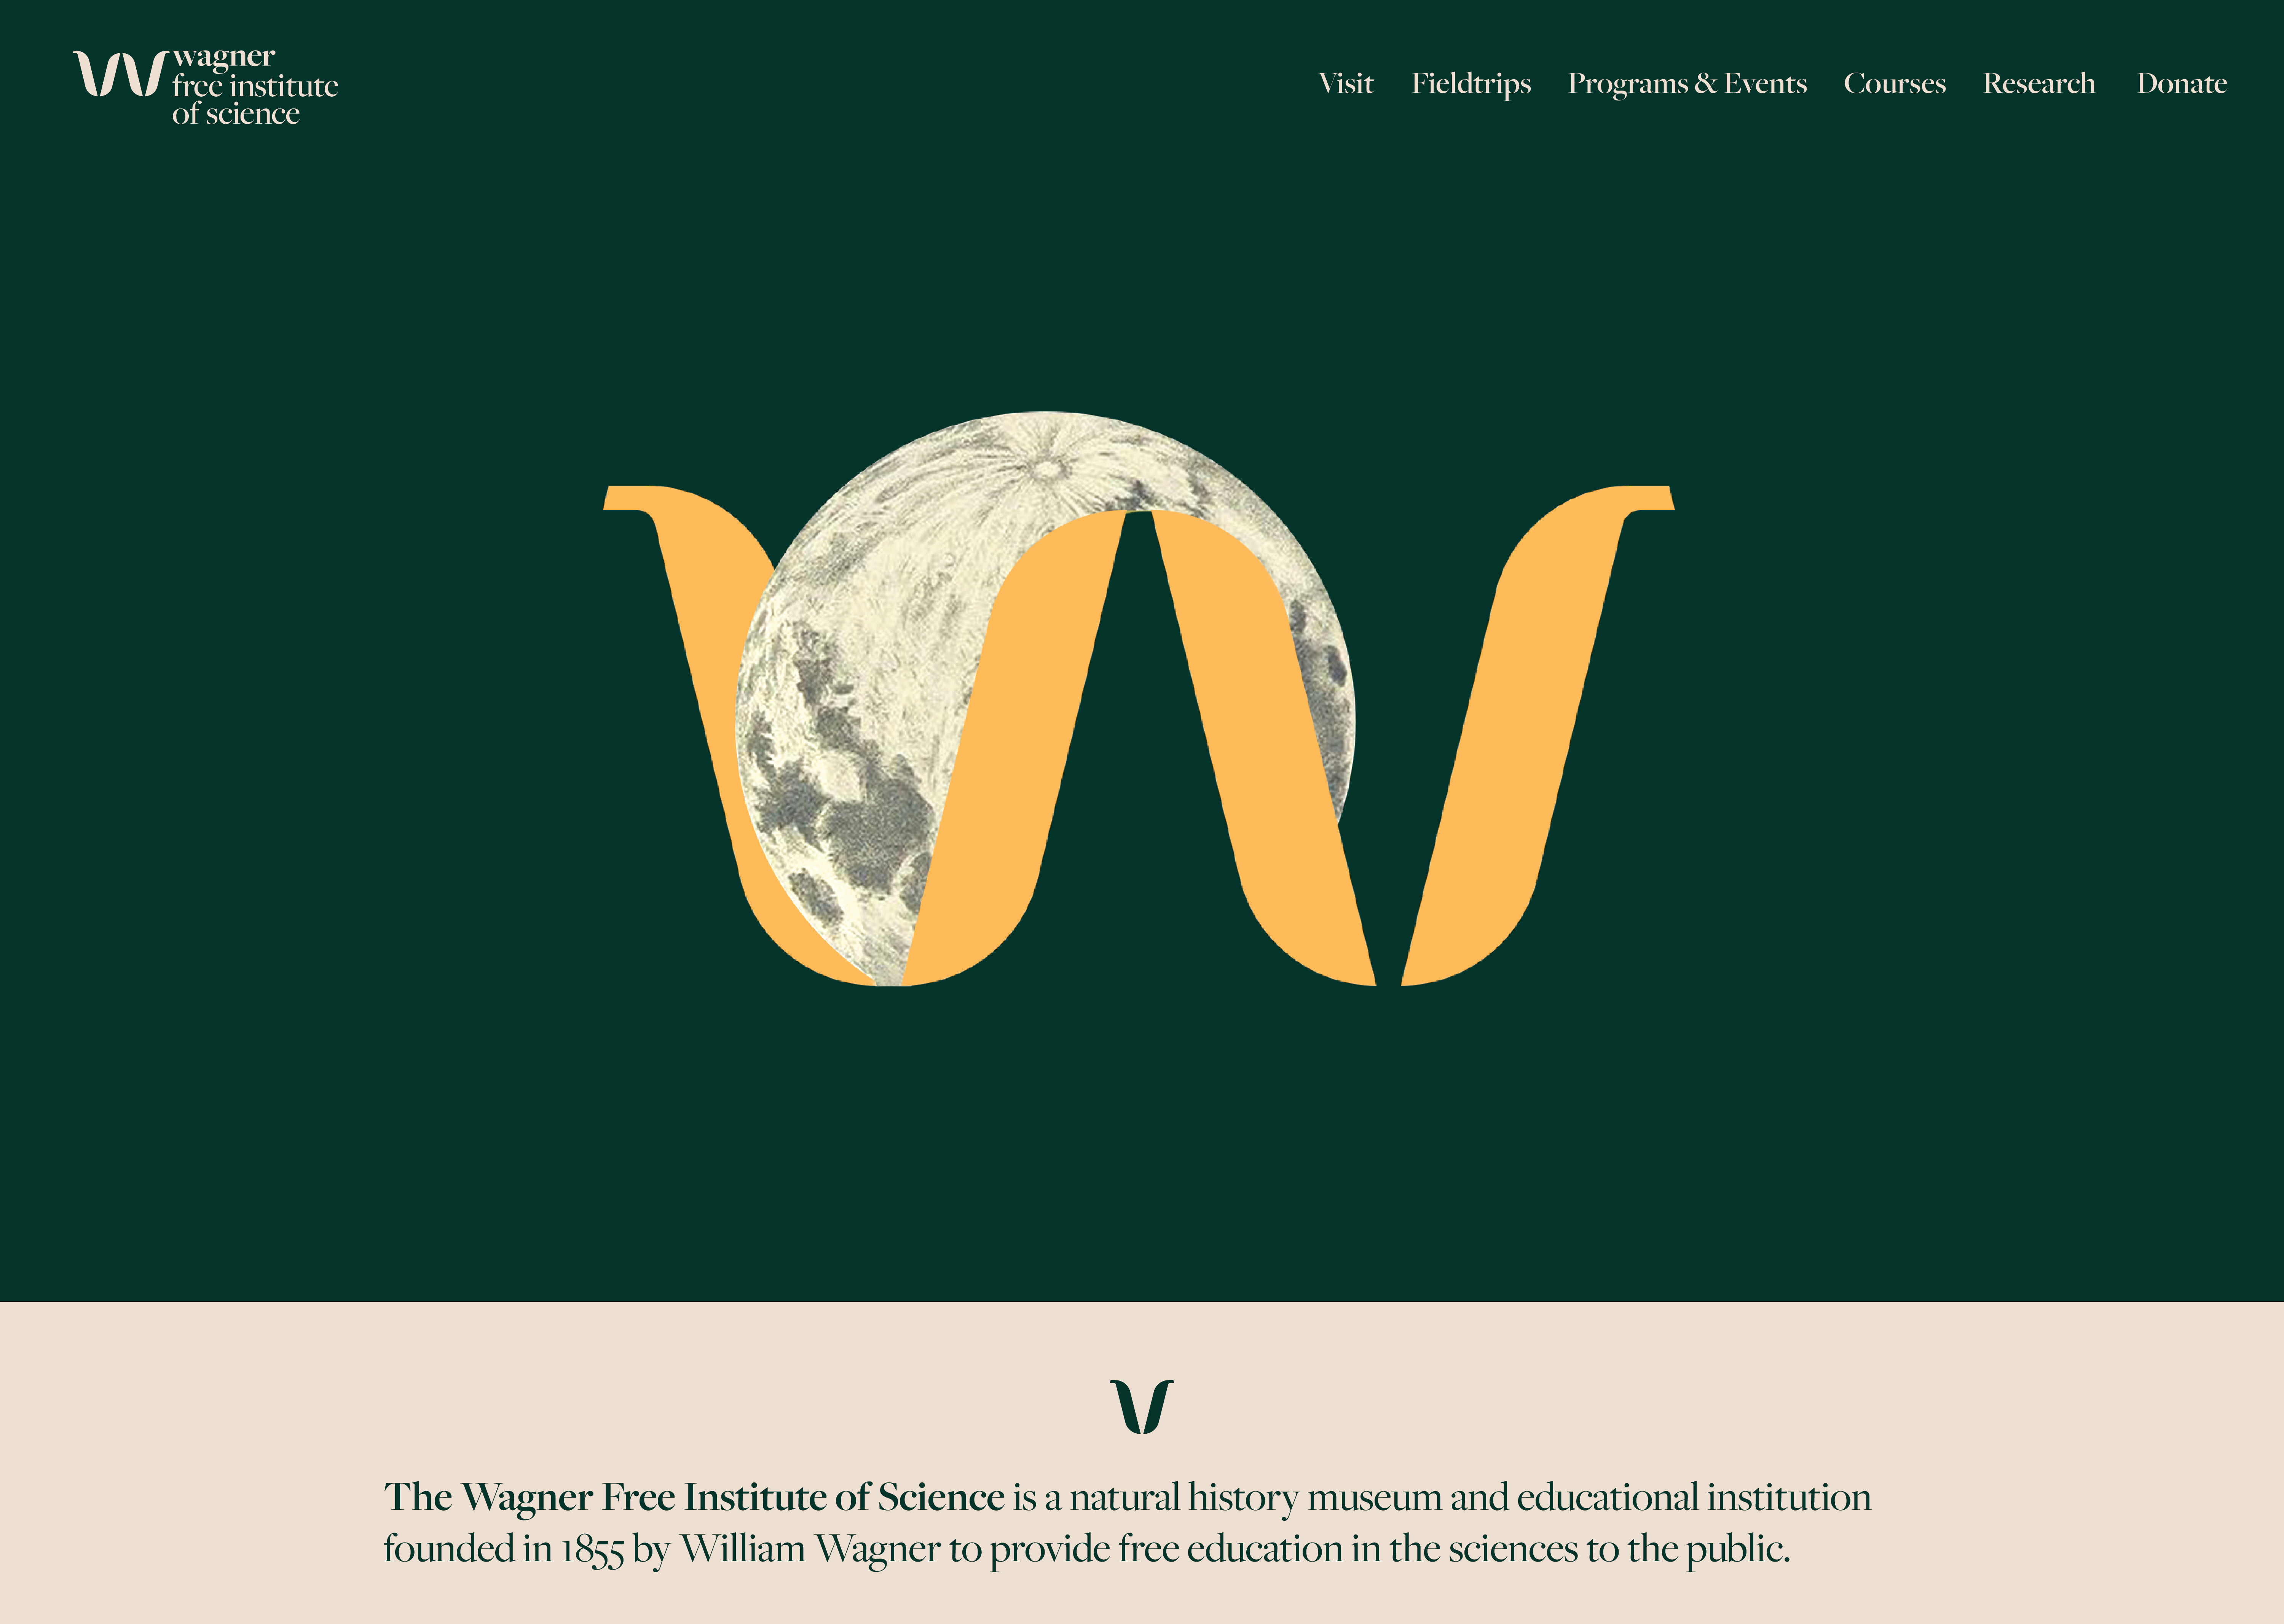 w wagner
free institute
of science
Visit Fieldtrips Programs & Events Courses Research Donate
w
The Wagner Free Institute of Science is a natural history museum and educational institution
founded in 1855 by William Wagner to provide free education in the sciences to the public.